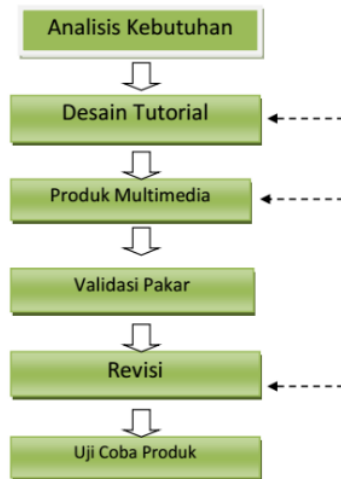 Analisis Kebutuhan
Desain Tutorial
Produk Multimedia
Validasi Pakar
Revisi
Uji Coba Produk